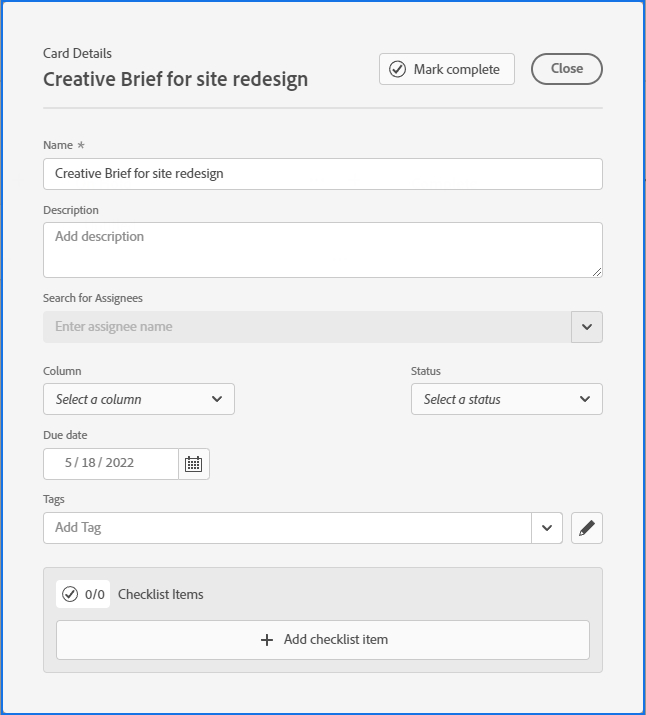 Card Details
Creative Brief for site redesign
Mark complete
Close
Name *
Creative Brief for site redesign
Description
Add description
Search for Assignees
Enter assignee name
Column
Status
Select a column
Select a status
Due date
5 / 18 / 2022
Tags
Add Tag
0/0 Checklist Items
+ Add checklist item